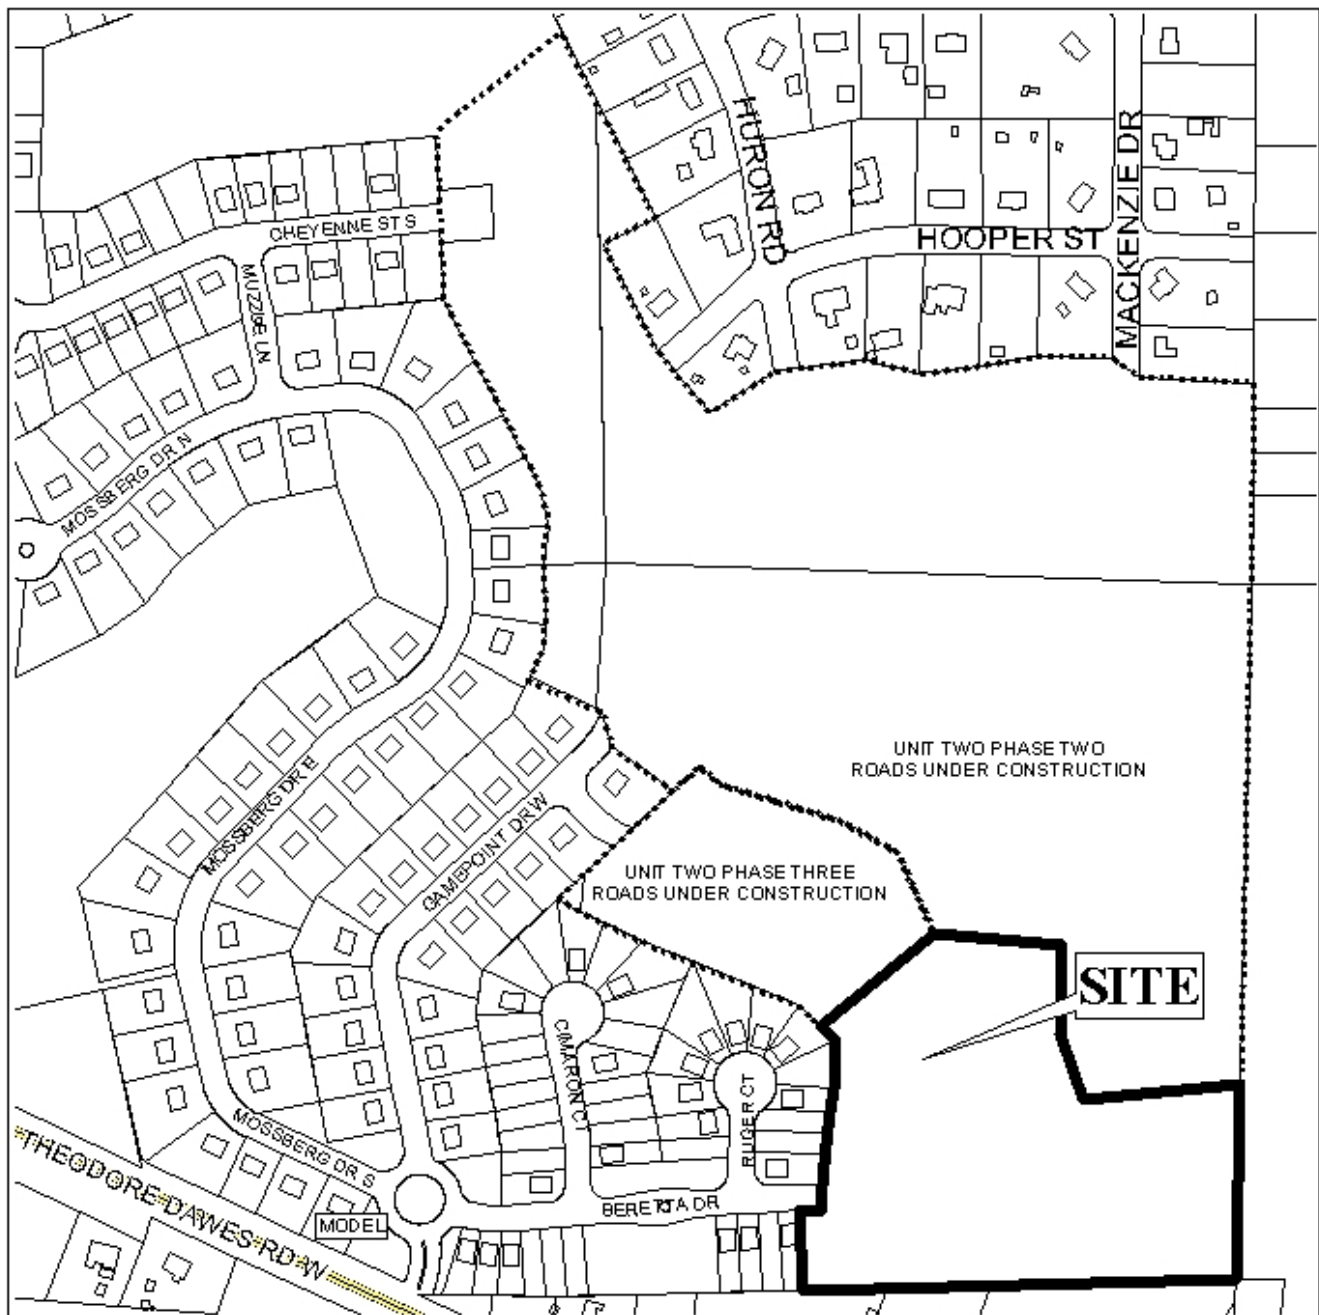 HURON RD
MACKENZIE DR
CHEYENNE ST S
HOOPER ST
MUZZLE LN
MOSSBERG DR N
UNIT TWO PHASE TWO
ROADS UNDER CONSTRUCTION
MOSSBERG DR E
GAMEPOINT DR W
UNIT TWO PHASE THREE
ROADS UNDER CONSTRUCTION
SITE
CIMARON CT
RUGER CT
MOSSBERG DR S
THEODORE DAWES RD W
BERETTA DR
MODEL